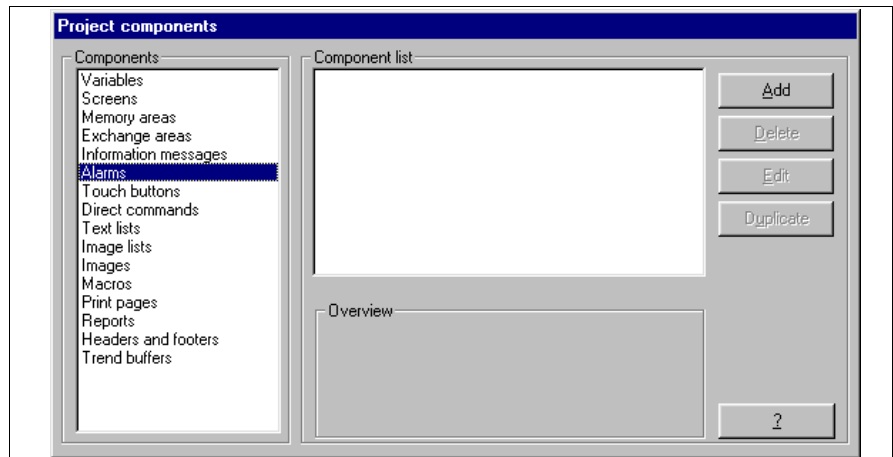 Project components
Components
Variables
Screens
Memory areas
Exchange areas
Information messages
Alarms
Touch buttons
Direct commands
Text lists
Image lists
Images
Macros
Print pages
Reports
Headers and footers
Trend buffers
Component list
Add
Delete
Edit
Duplicate
Overview
?